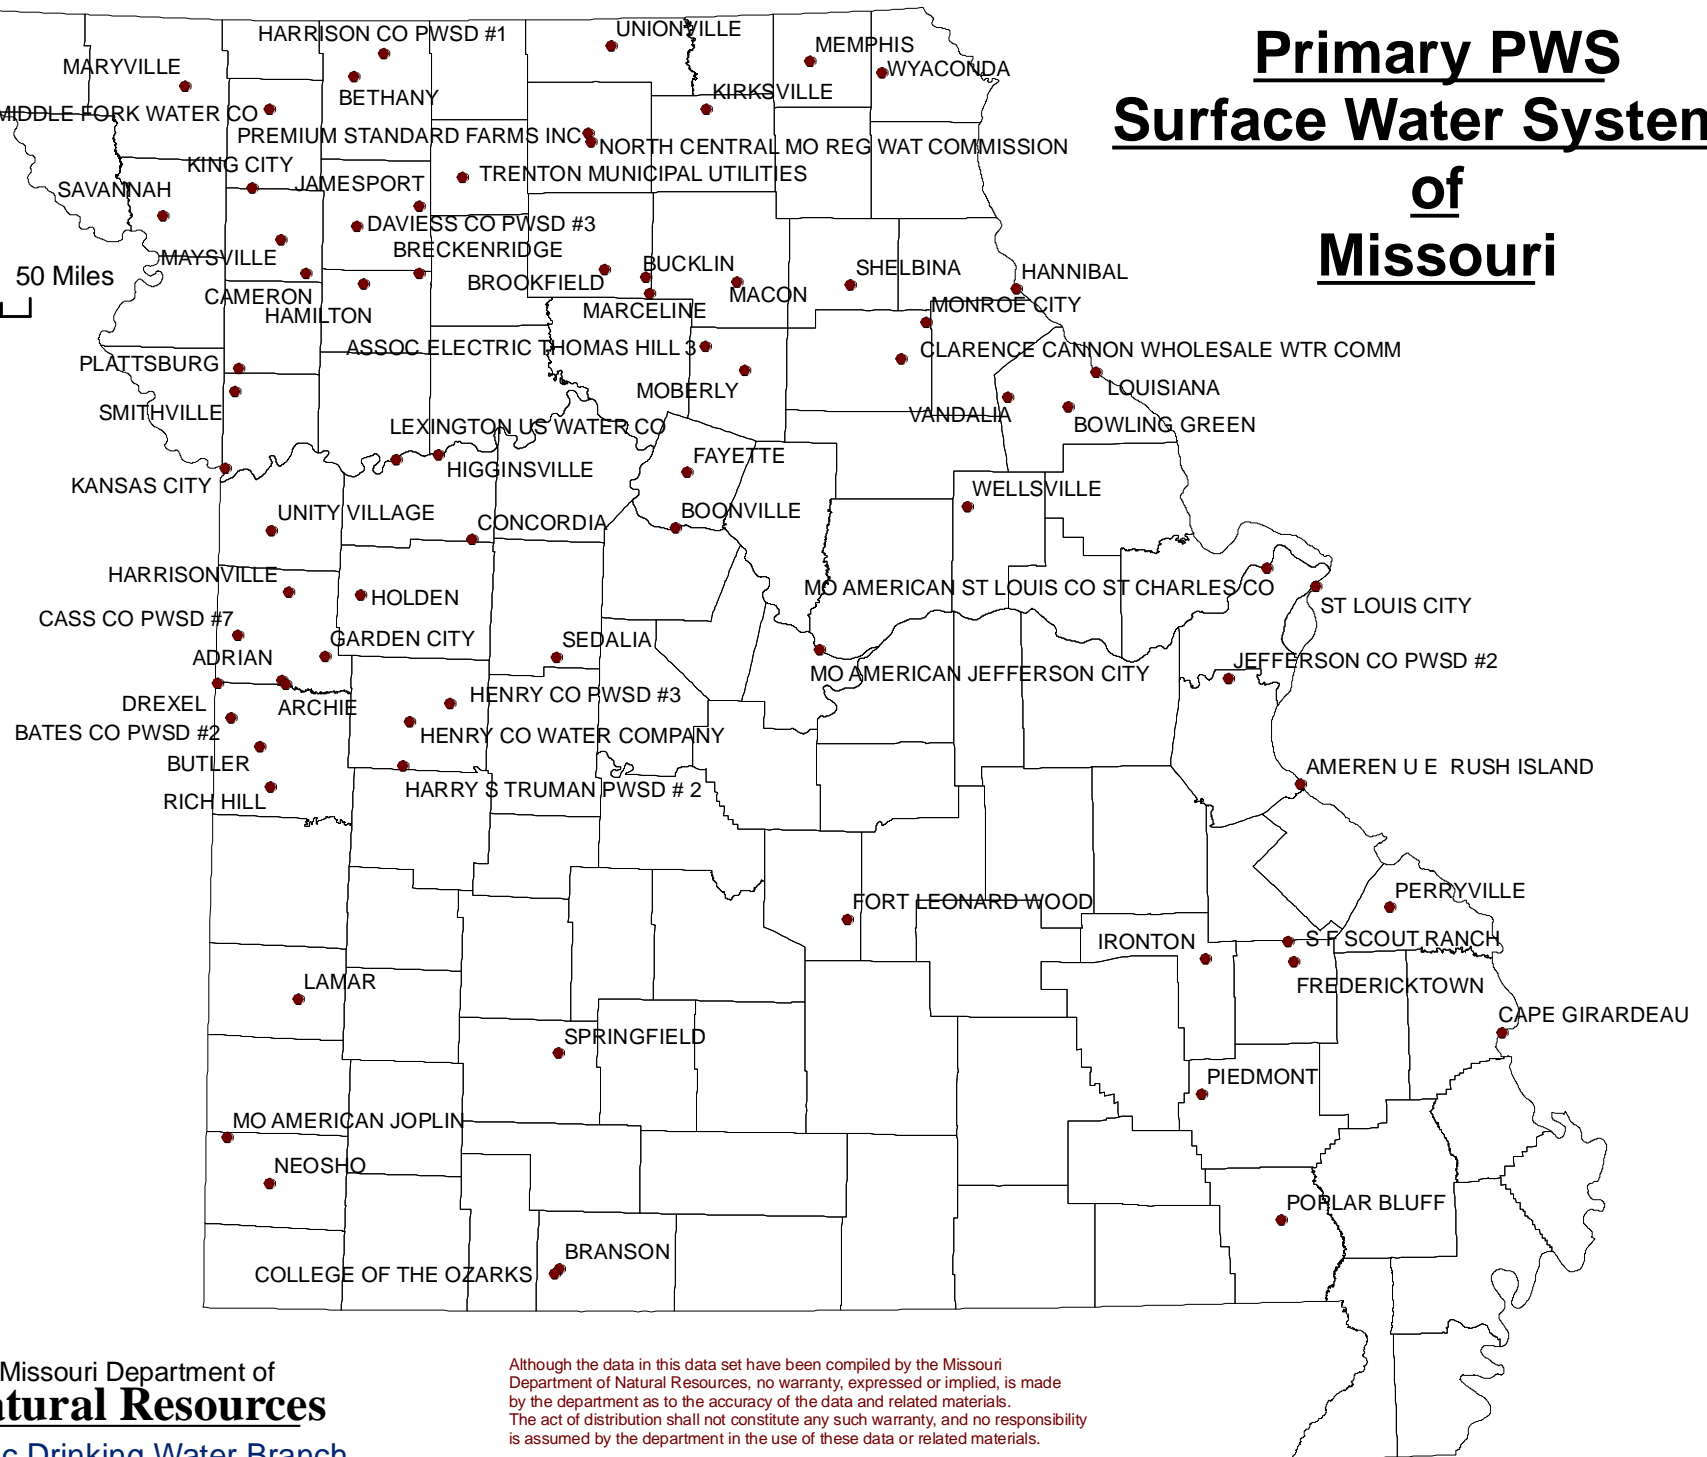 Primary PWS
Surface Water System
of
Missouri
HARRISON CO PWSD #1
UNIONVILLE
MEMPHIS
WYACONDA
MARYVILLE
BETHANY
KIRKSVILLE
MIDDLE FORK WATER CO
PREMIUM STANDARD FARMS INC
NORTH CENTRAL MO REG WAT COMMISSION
KING CITY
JAMESPORT
TRENTON MUNICIPAL UTILITIES
SAVANNAH
DAVIESS CO PWSD #3
MAYSVILLE
BRECKENRIDGE
50 Miles
BROOKFIELD
BUCKLIN
SHELBINA
HANNIBAL
CAMERON
MACON
MONROE CITY
HAMILTON
MARCELINE
ASSOC ELECTRIC THOMAS HILL 3
CLARENCE CANNON WHOLESALE WTR COMM
PLATTSBURG
MOBERLY
LOUISIANA
SMITHVILLE
VANDALIA
BOWLING GREEN
LEXINGTON US WATER CO
HIGGINSVILLE
FAYETTE
KANSAS CITY
WELLSVILLE
UNITY VILLAGE
CONCORDIA
BOONVILLE
HARRISONVILLE
HOLDEN
MO AMERICAN ST LOUIS CO ST CHARLES CO
ST LOUIS CITY
CASS CO PWSD #7
GARDEN CITY
SEDALIA
ADRIAN
MO AMERICAN JEFFERSON CITY
JEFFERSON CO PWSD #2
DREXEL
ARCHIE
HENRY CO PWSD #3
BATES CO PWSD #2
HENRY CO WATER COMPANY
BUTLER
AMEREN U E RUSH ISLAND
RICH HILL
HARRY S TRUMAN PWSD # 2
FORT LEONARD WOOD
PERRYVILLE
IRONTON
S F SCOUT RANCH
LAMAR
FREDERICKTOWN
CAPE GIRARDEAU
SPRINGFIELD
PIEDMONT
MO AMERICAN JOPLIN
NEOSHO
POPLAR BLUFF
BRANSON
COLLEGE OF THE OZARKS
Missouri Department of
atural Resources
c Drinking Water Branch
Although the data in this data set have been compiled by the Missouri
Department of Natural Resources, no warranty, expressed or implied, is made
by the department as to the accuracy of the data and related materials.
The act of distribution shall not constitute any such warranty, and no responsibility
is assumed by the department in the use of these data or related materials.